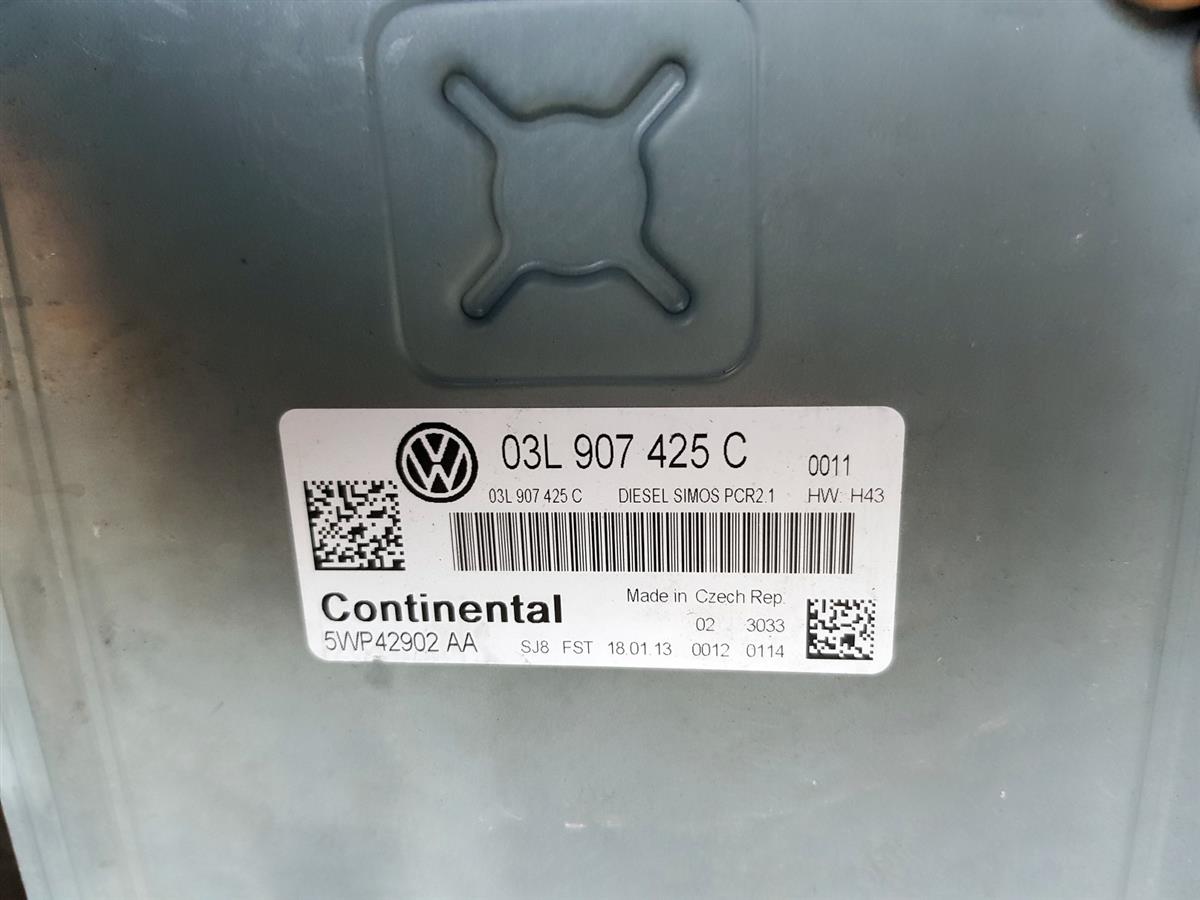 03L 907 425 C 0011
03L 907 425 C DIESEL SIMOS PCR2.1 HW: H43
Continental Made in Czech Rep.
02 3033
5WP42902 AA SJ8 FST 18.01.13 0012 0114